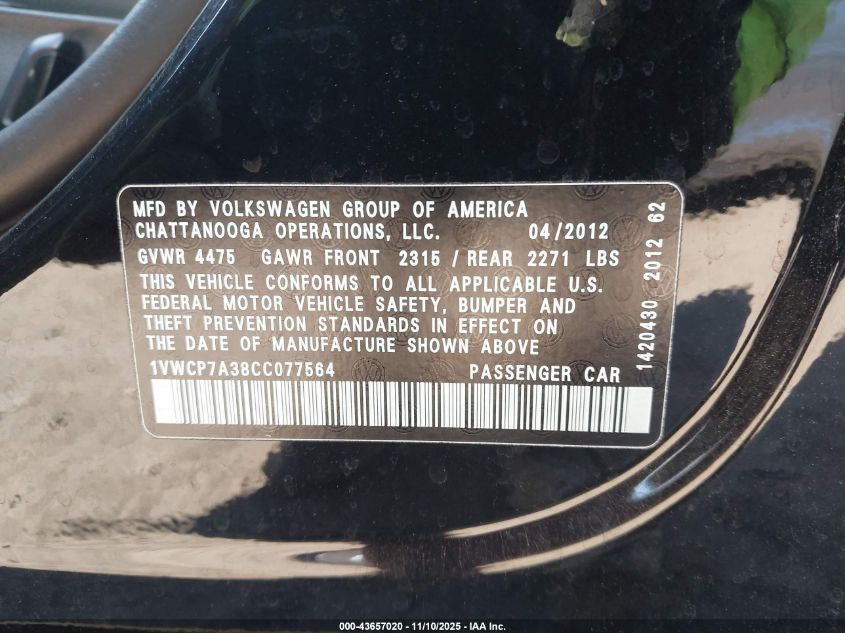 MFD BY VOLKSWAGEN GROUP OF AMERICA
CHATTANOOGA OPERATIONS, LLC. 04/2012
GVWR 4475 GAWR FRONT 2315 / REAR 2271 LBS
THIS VEHICLE CONFORMS TO ALL APPLICABLE U.S.
FEDERAL MOTOR VEHICLE SAFETY, BUMPER AND
THEFT PREVENTION STANDARDS IN EFFECT ON
THE DATE OF MANUFACTURE SHOWN ABOVE
1VWCP7A38CC077564 PASSENGER CAR
1420430 2012 62
000-43657020 - 11/10/2025 - IAA Inc.